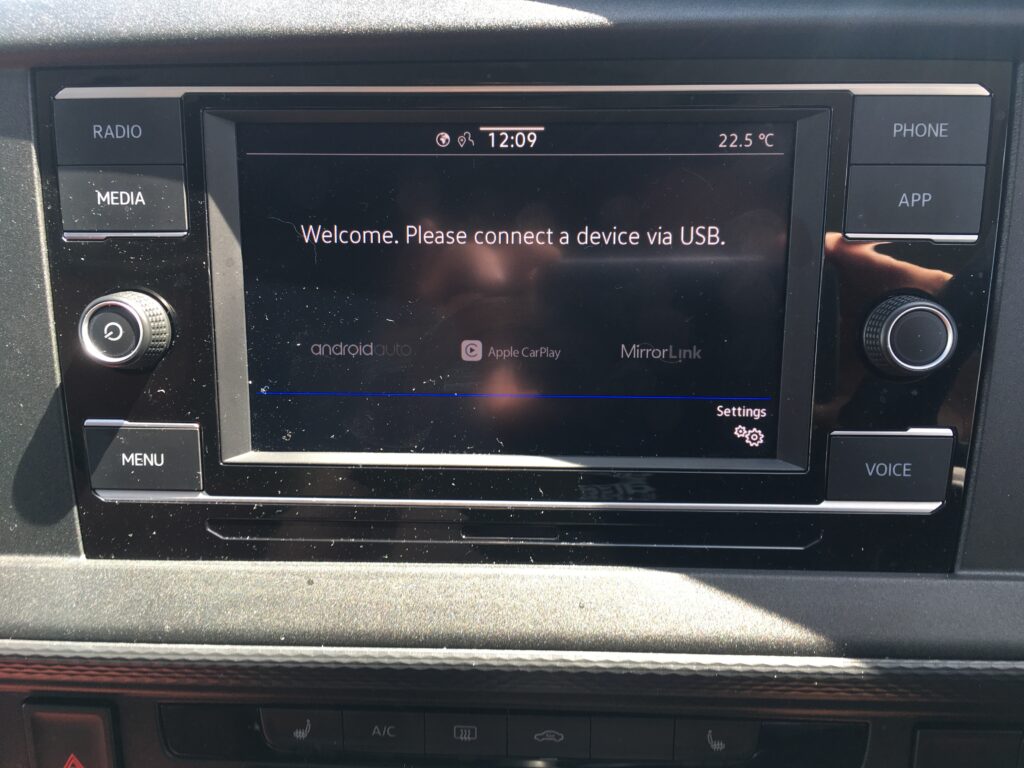 RADIO
MEDIA
MENU
12:09
22.5 °C
Welcome. Please connect a device via USB.
androidauto
Apple CarPlay
MirrorLink
Settings
PHONE
APP
VOICE
A/C